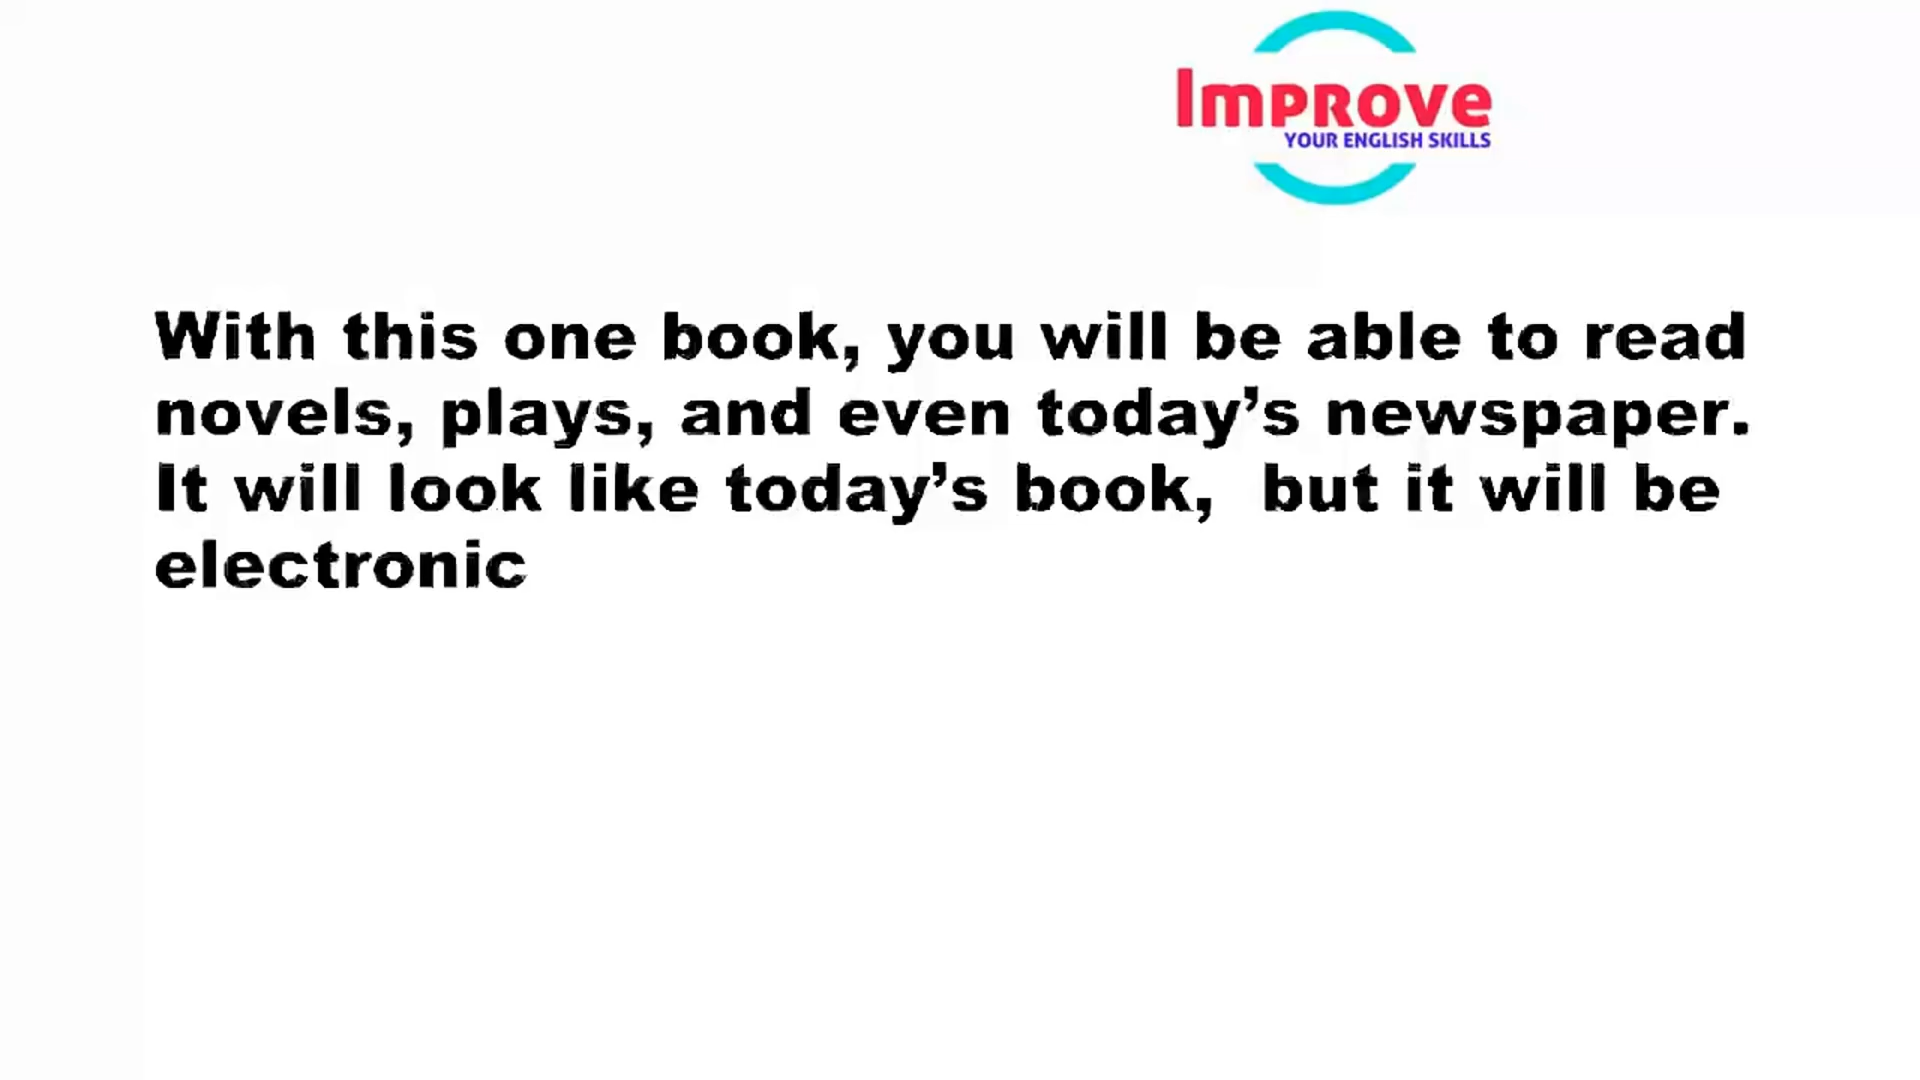 Improve
YOUR ENGLISH SKILLS
With this one book, you will be able to read
novels, plays, and even today’s newspaper.
It will look like today’s book,  but it will be
electronic